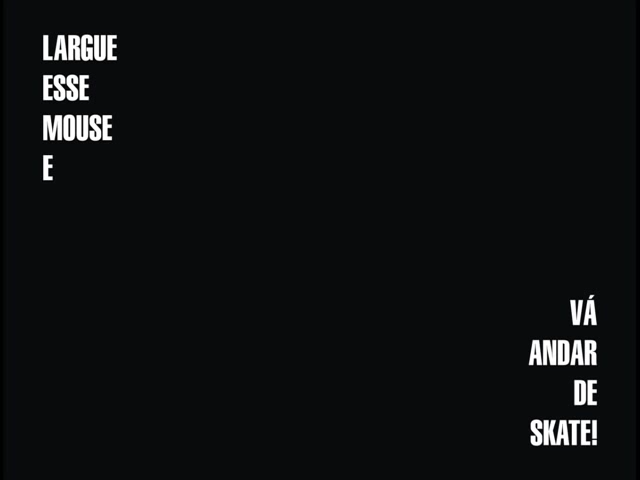 LARGUE
ESSE
MOUSE
E
VÁ
ANDAR
DE
SKATE!